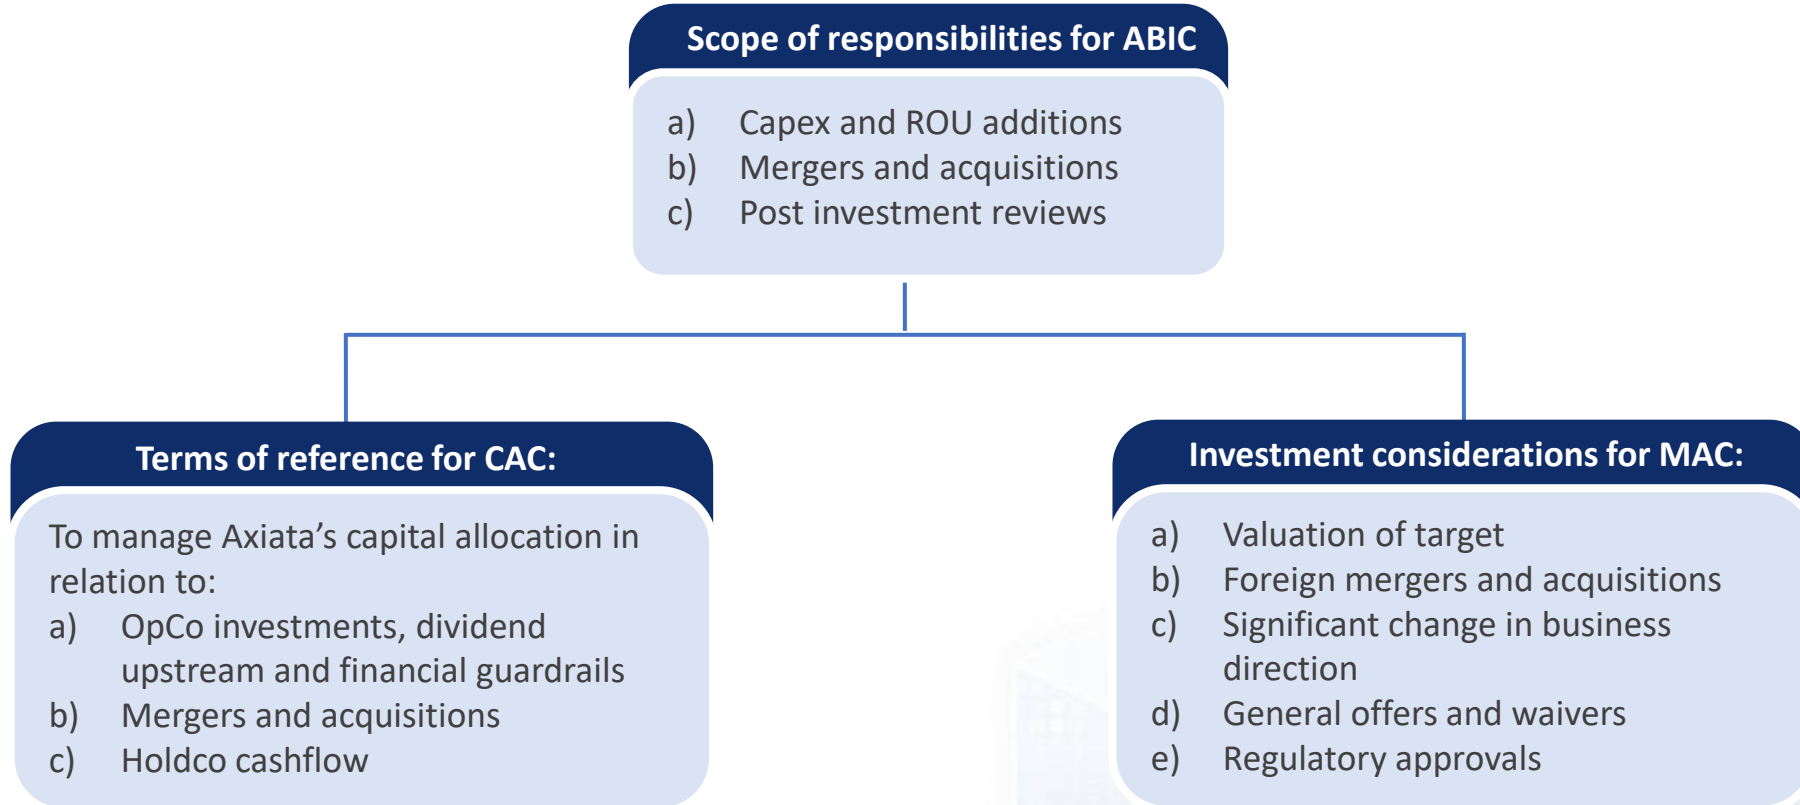 Scope of responsibilities for ABIC
a) Capex and ROU additions
b) Mergers and acquisitions
c) Post investment reviews
Terms of reference for CAC:
To manage Axiata’s capital allocation in
relation to:
a) OpCo investments, dividend
upstream and financial guardrails
b) Mergers and acquisitions
c) Holdco cashflow
Investment considerations for MAC:
a) Valuation of target
b) Foreign mergers and acquisitions
c) Significant change in business
direction
d) General offers and waivers
e) Regulatory approvals